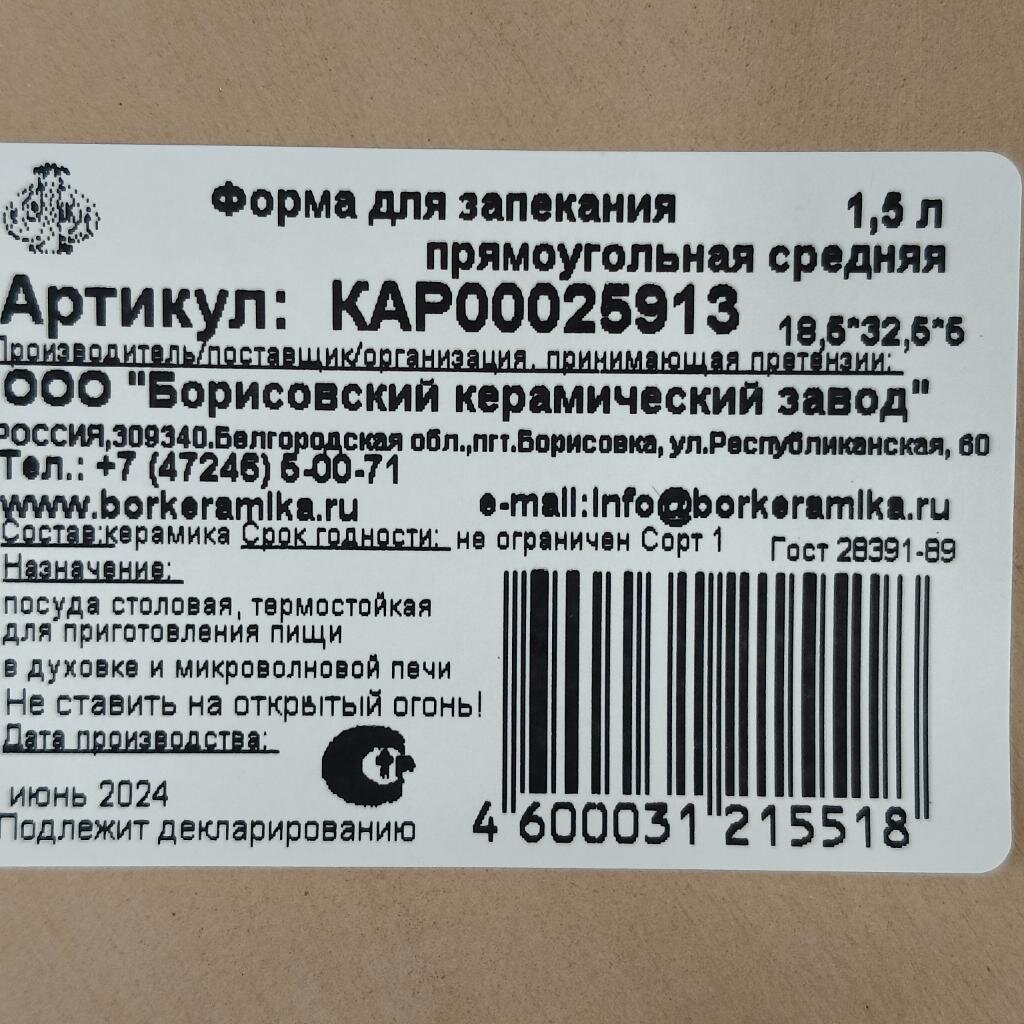 Форма для запекания 1,5 л
прямоугольная средняя
Артикул: КАР00025913 18,5*32,5*5
Производитель/поставщик/организация, принимающая претензии:
ООО "Борисовский керамический завод"
РОССИЯ,309340.Белгородская обл.,пгт.Борисовка, ул.Республиканская, 60
Тел.: +7 (47246) 5-00-71
www.borkeramika.ru e-mail:info@borkeramika.ru
Состав:керамика Срок годности: не ограничен Сорт 1 Гост 28391-89
Назначение:
посуда столовая, термостойкая
для приготовления пищи
в духовке и микроволновой печи
Не ставить на открытый огонь!
Дата производства:
июнь 2024
Подлежит декларированию
4 600031 215518